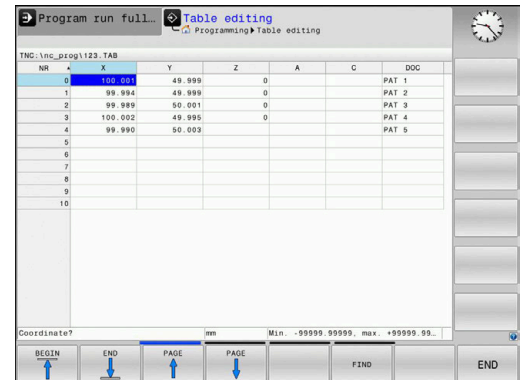 Program run full… Table editing
Programming Table editing
TNC:\nc_prog\123.TAB
NR X Y Z A C DOC
0 100.001 49.999 0 PAT 1
1 99.994 49.999 0 PAT 2
2 99.989 50.001 0 PAT 3
3 100.002 49.995 0 PAT 4
4 99.990 50.003 PAT 5
5
6
7
8
9
10
Coordinate? mm Min. -99999.99999, max. +99999.99…
BEGIN END PAGE PAGE FIND END